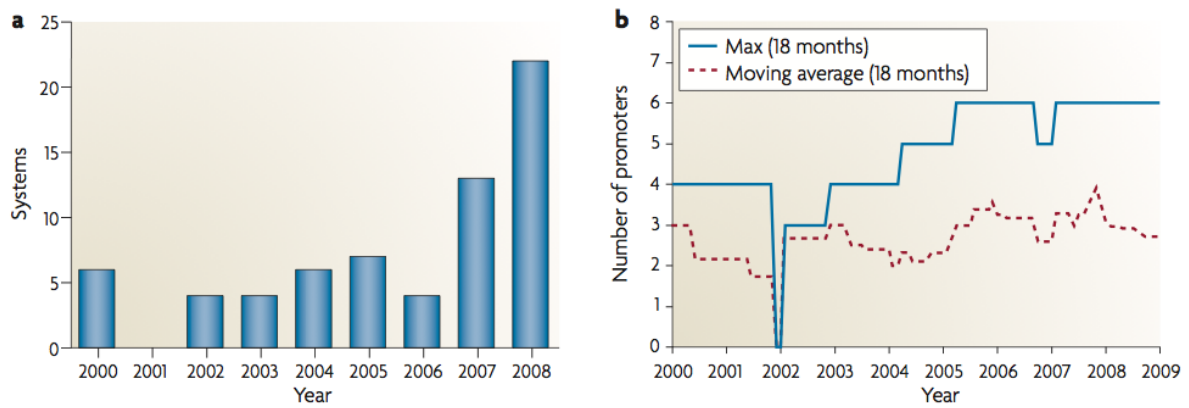 a
25
20
15
10
5
0
Systems
2000 2001 2002 2003 2004 2005 2006 2007 2008
Year
b
8
7
6
5
4
3
2
1
0
Number of promoters
Max (18 months)
Moving average (18 months)
2000 2001 2002 2003 2004 2005 2006 2007 2008 2009
Year